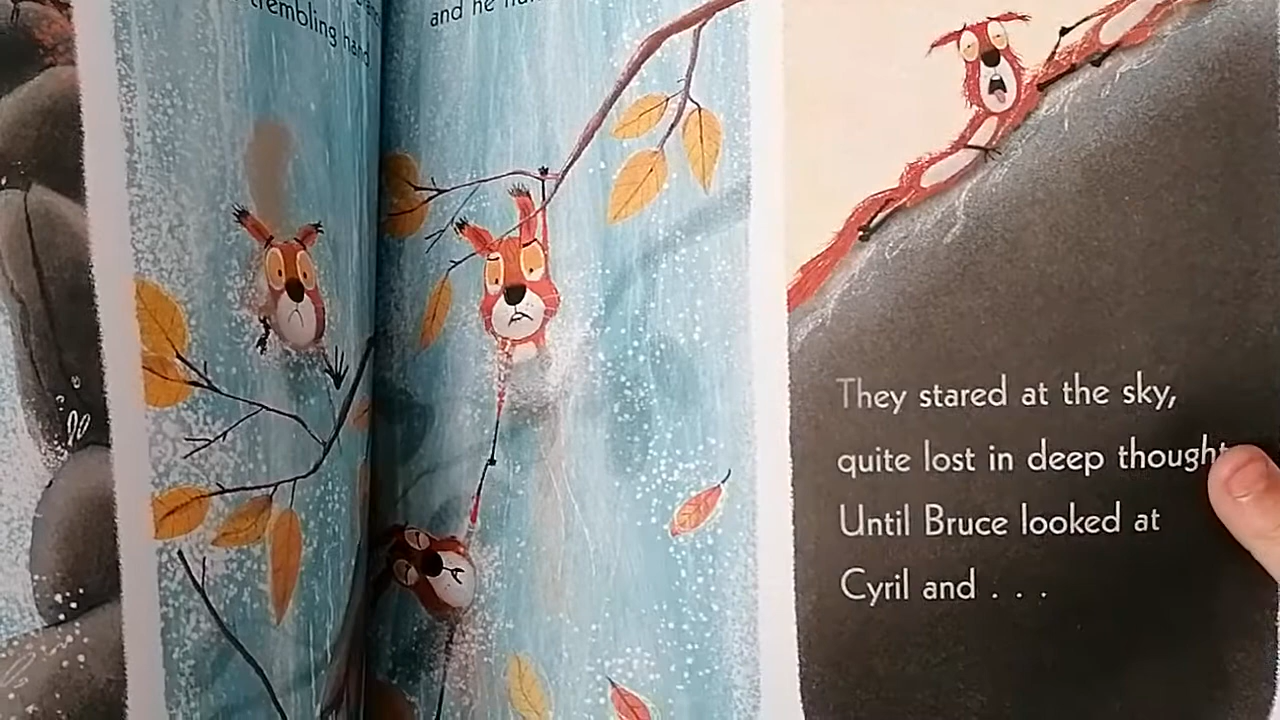 trembling hand
and he
They stared at the sky,
quite lost in deep thought
Until Bruce looked at
Cyril and . . .